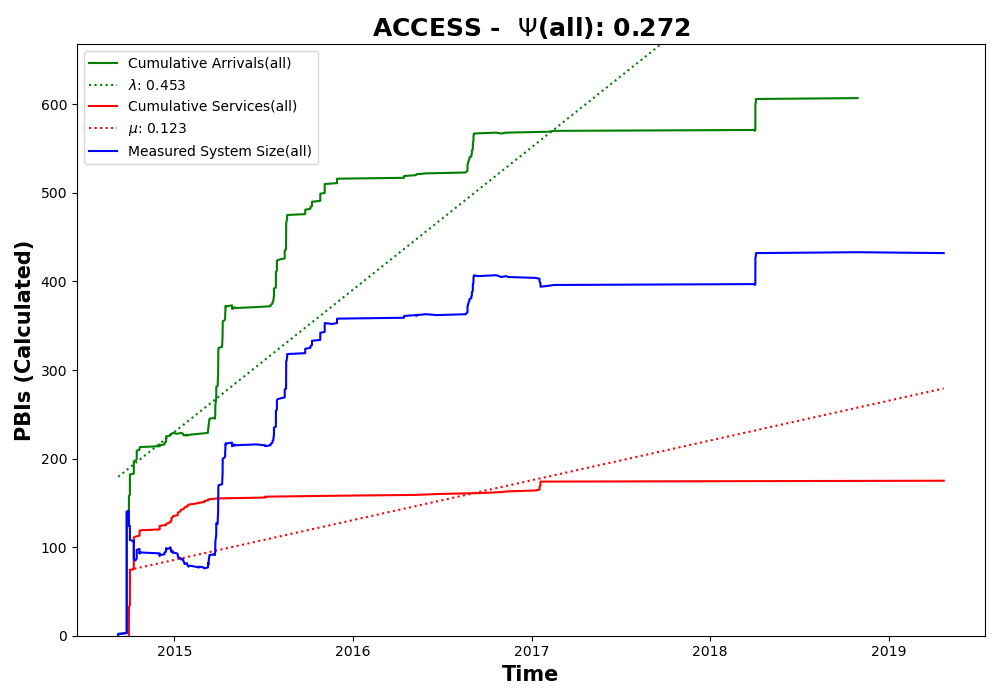 ACCESS - Ψ(all): 0.272
Cumulative Arrivals(all)
λ: 0.453
Cumulative Services(all)
μ: 0.123
Measured System Size(all)
PBIs (Calculated)
600
500
400
300
200
100
0
2015 2016 2017 2018 2019
Time